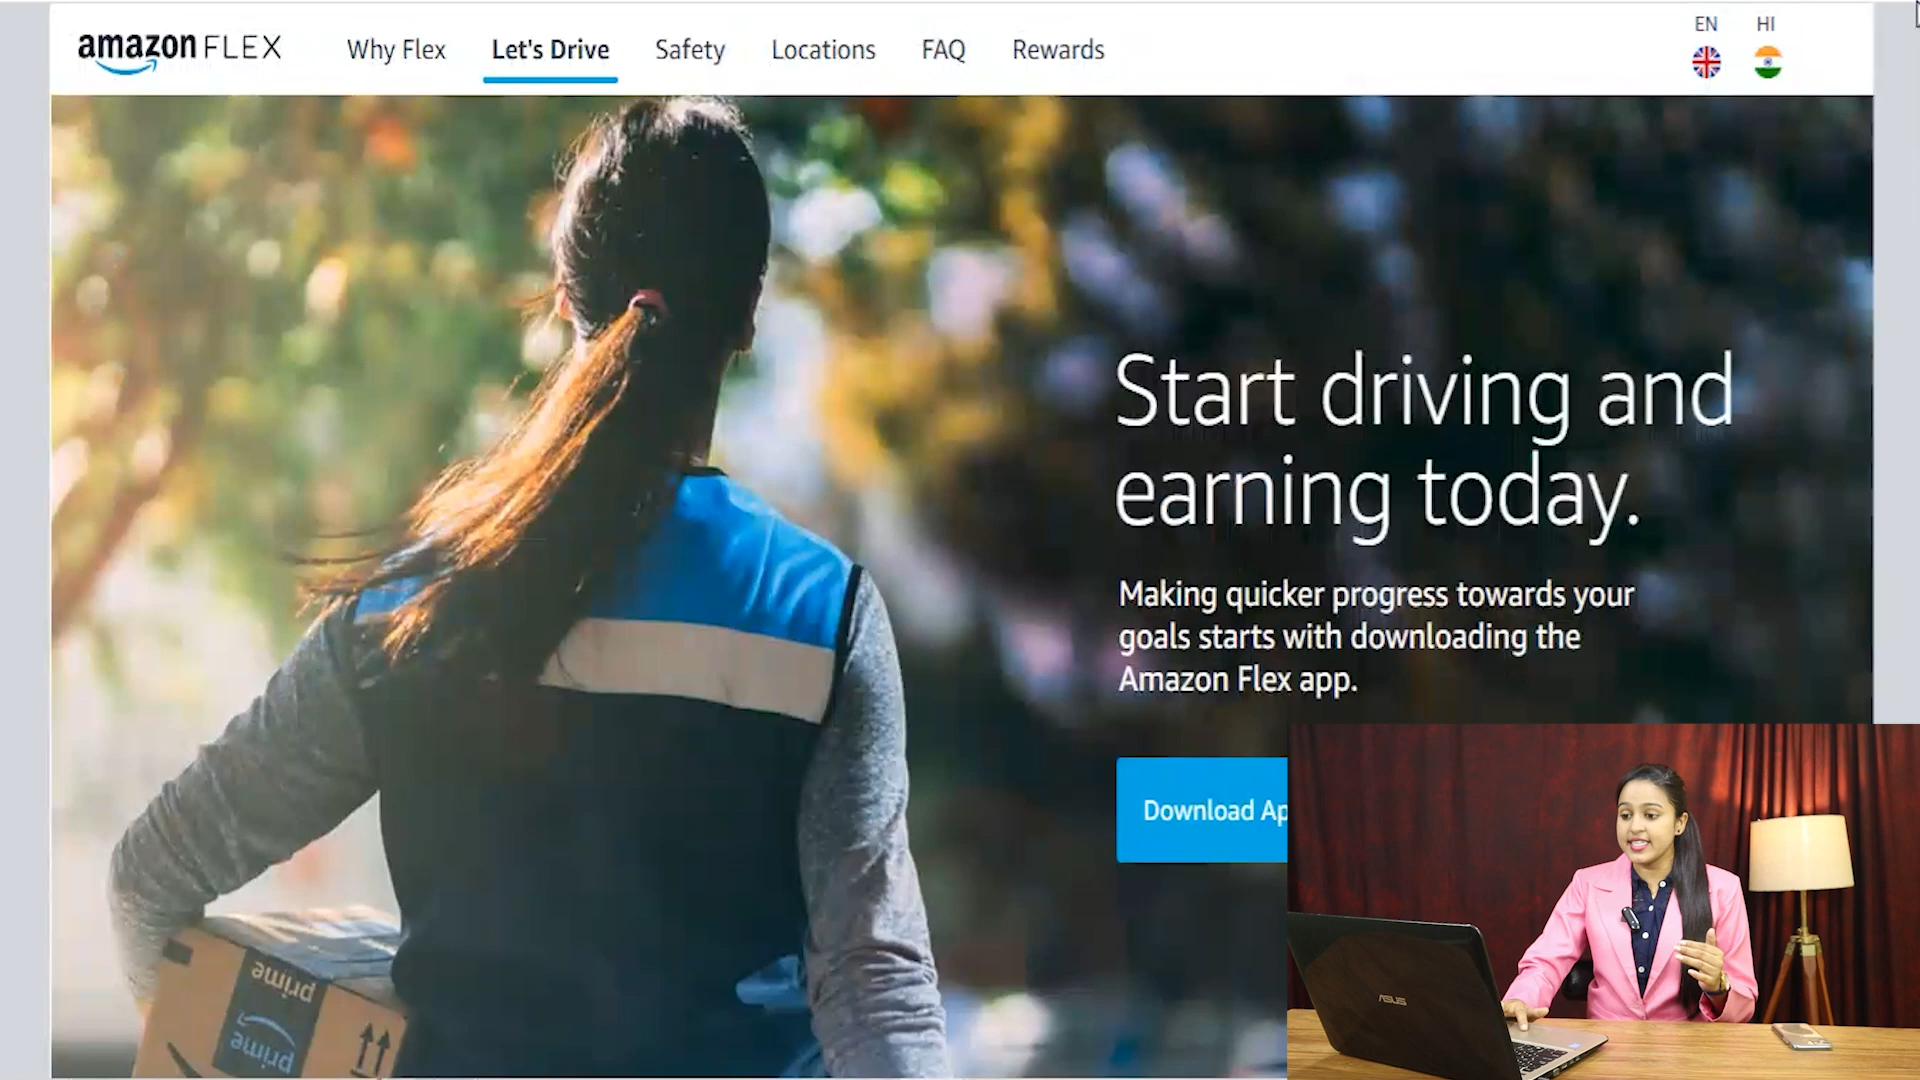 amazon FLEX
Why Flex
Let's Drive
Safety
Locations
FAQ
Rewards
EN
HI
Start driving and
earning today.
Making quicker progress towards your
goals starts with downloading the
Amazon Flex app.
Download Ap
prime
prime
ASUS